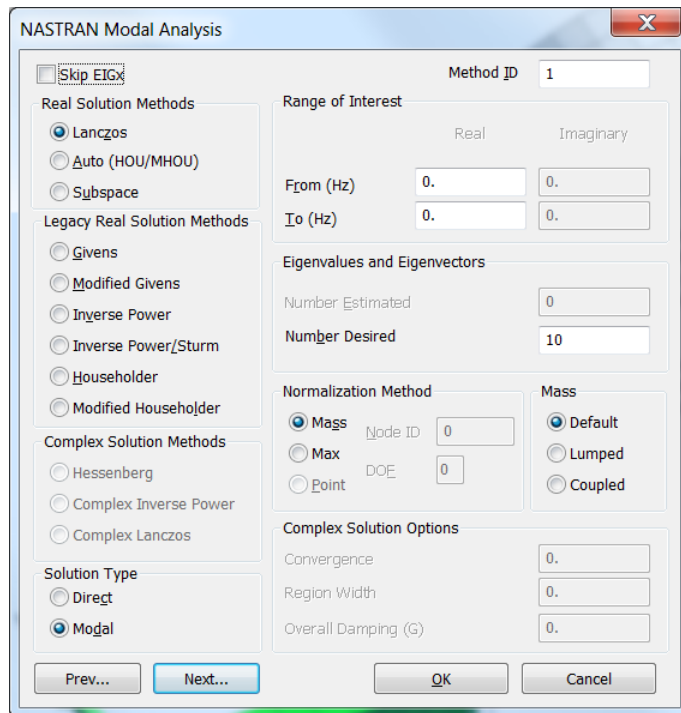 NASTRAN Modal Analysis
X
Skip EIGx
Method ID 1
Real Solution Methods
Lanczos
Auto (HOU/MHOU)
Subspace
Legacy Real Solution Methods
Givens
Modified Givens
Inverse Power
Inverse Power/Sturm
Householder
Modified Householder
Complex Solution Methods
Hessenberg
Complex Inverse Power
Complex Lanczos
Solution Type
Direct
Modal
Range of Interest
Real Imaginary
From (Hz) 0. 0.
To (Hz) 0. 0.
Eigenvalues and Eigenvectors
Number Estimated 0
Number Desired 10
Normalization Method
Mass Node ID 0
Max DOF 0
Point
Mass
Default
Lumped
Coupled
Complex Solution Options
Convergence 0.
Region Width 0.
Overall Damping (G) 0.
Prev... Next... OK Cancel